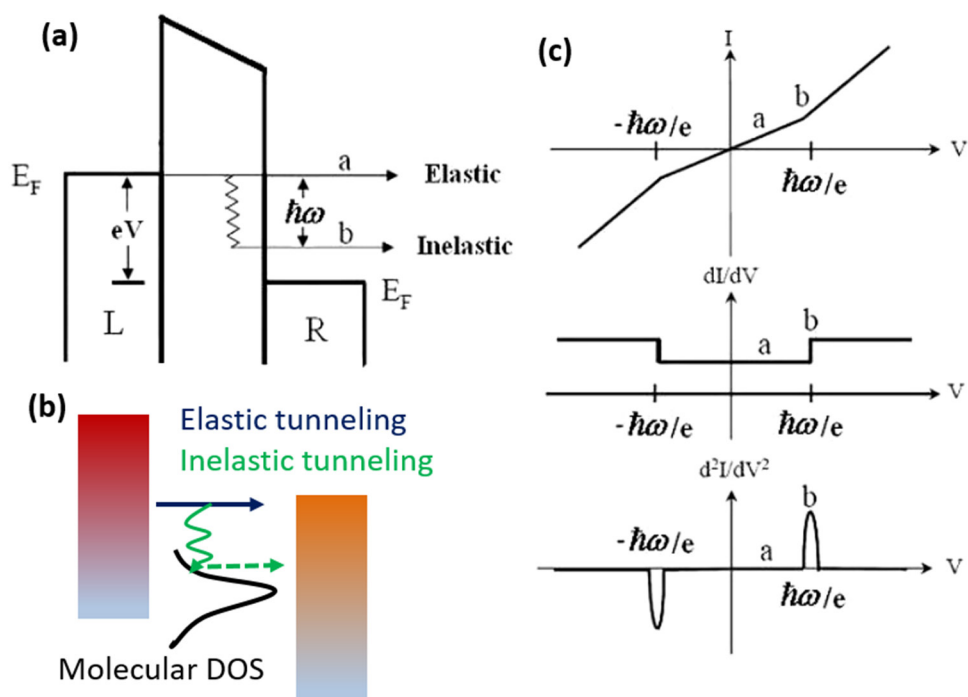 (a)
a
E_F
Elastic
eV
ħω
b
Inelastic
L
R
E_F
(b)
Elastic tunneling
Inelastic tunneling
Molecular DOS
(c)
I
b
a
-ħω/e
V
ħω/e
dI/dV
b
a
V
-ħω/e
ħω/e
d²I/dV²
b
-ħω/e
a
V
ħω/e